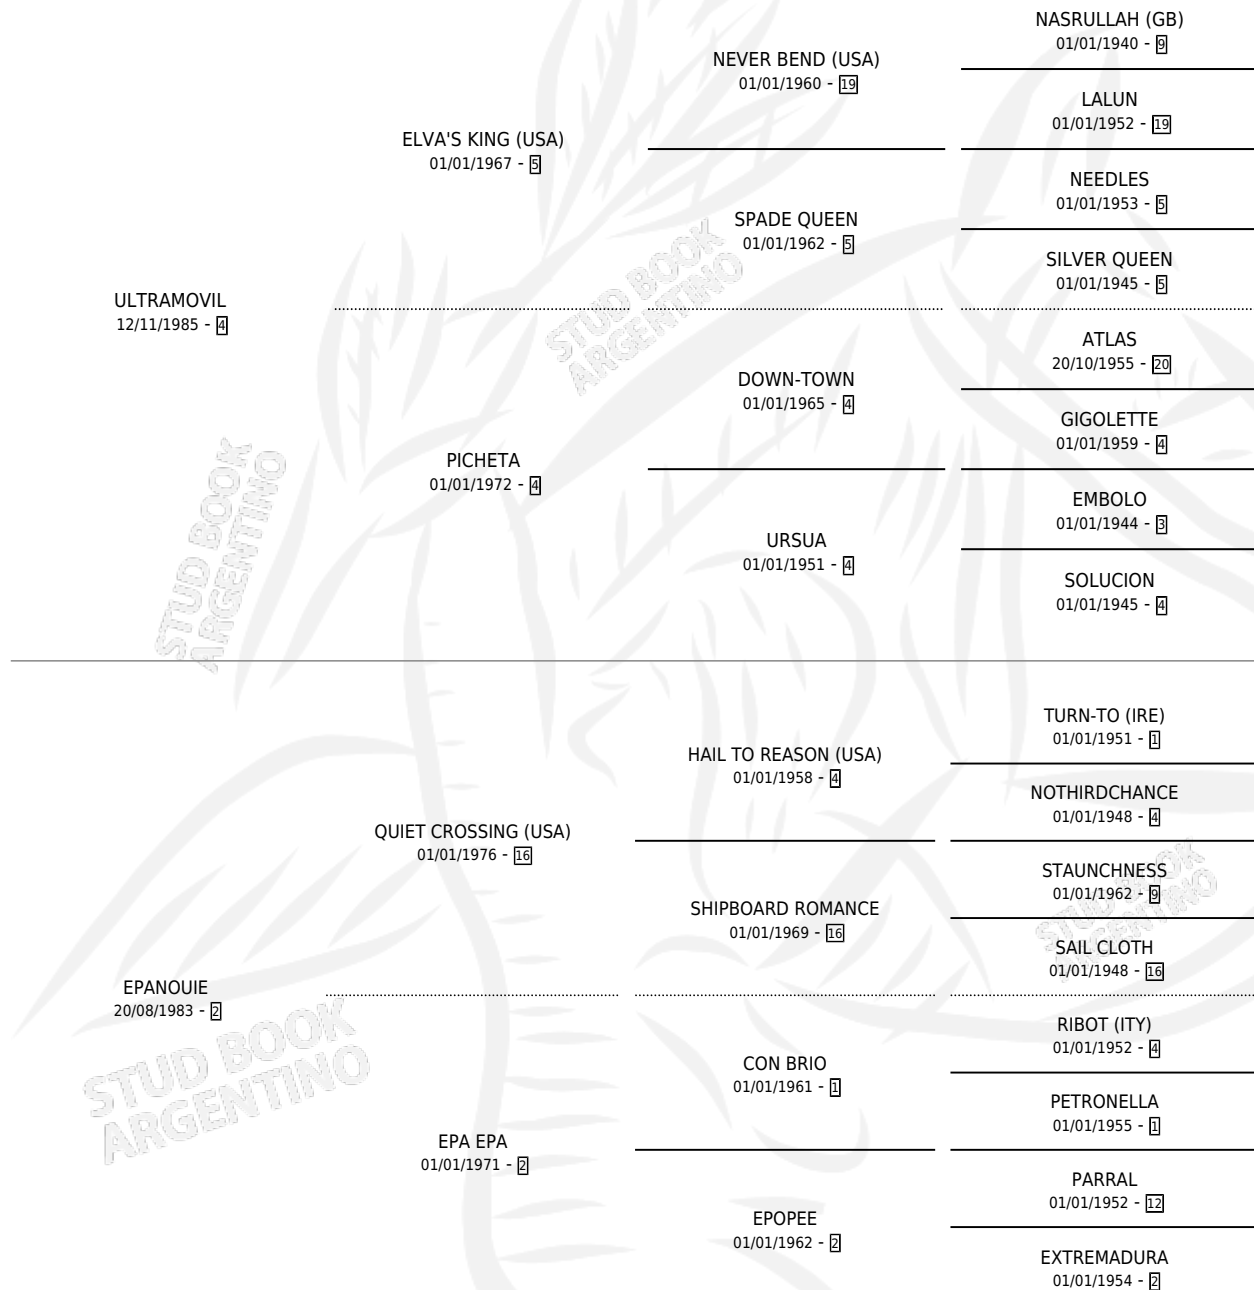 NASRULLAH (GB)
01/01/1940 - 9
NEVER BEND (USA)
01/01/1960 - 19
LALUN
01/01/1952 - 19
ELVA'S KING (USA)
01/01/1967 - 5
NEEDLES
01/01/1953 - 5
SPADE QUEEN
01/01/1962 - 5
SILVER QUEEN
01/01/1945 - 5
ULTRAMOVIL
12/11/1985 - 4
ATLAS
20/10/1955 - 20
DOWN-TOWN
01/01/1965 - 4
GIGOLETTE
01/01/1959 - 4
PICHETA
01/01/1972 - 4
EMBOLO
01/01/1944 - 3
URSUA
01/01/1951 - 4
SOLUCION
01/01/1945 - 4
TURN-TO (IRE)
01/01/1951 - 1
HAIL TO REASON (USA)
01/01/1958 - 4
NOTHIRDCHANCE
01/01/1948 - 4
QUIET CROSSING (USA)
01/01/1976 - 16
STAUNCHNESS
01/01/1962 - 9
SHIPBOARD ROMANCE
01/01/1969 - 16
SAIL CLOTH
01/01/1948 - 16
EPANOUIE
20/08/1983 - 2
RIBOT (ITY)
01/01/1952 - 4
CON BRIO
01/01/1961 - 1
PETRONELLA
01/01/1955 - 1
EPA EPA
01/01/1971 - 2
PARRAL
01/01/1952 - 12
EPOPEE
01/01/1962 - 2
EXTREMADURA
01/01/1954 - 2
STUD BOOK
ARGENTINO
STUD BOOK
ARGENTINO
STUD BOOK
ARGENTINO
STUD BOOK
ARGENTINO